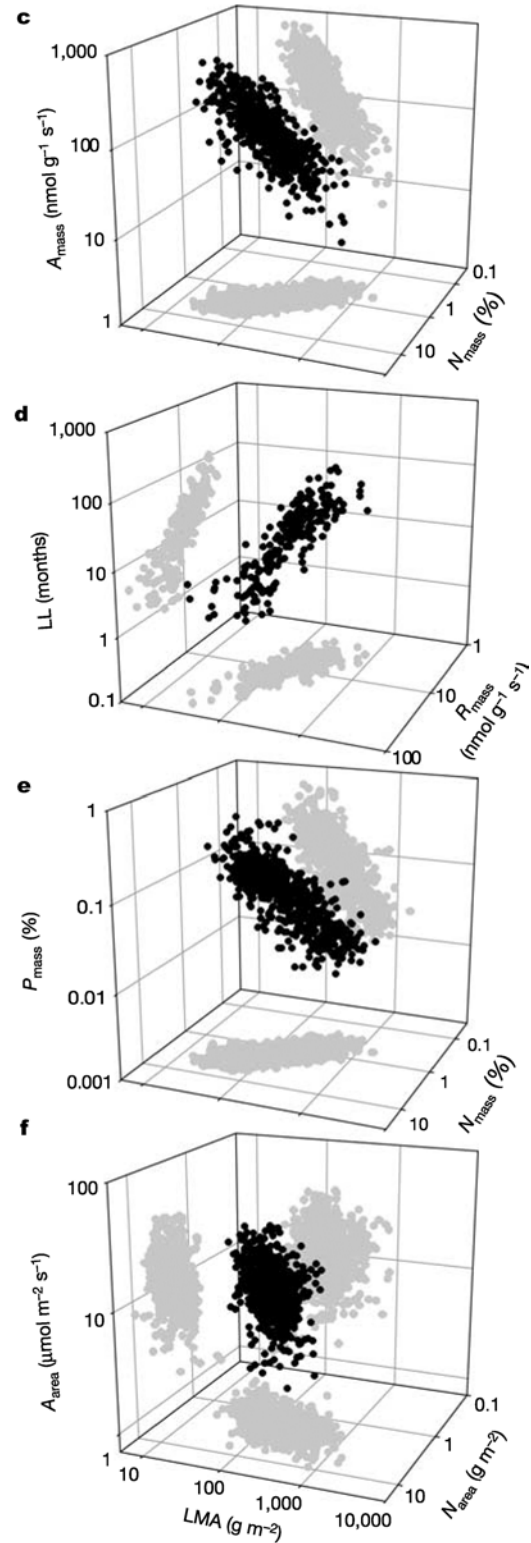 c
1,000
100
10
1
A_mass (nmol g⁻¹ s⁻¹)
0.1
1
10
N_mass (%)
d
1,000
100
10
1
0.1
LL (months)
1
10
100
R_mass
(nmol g⁻¹ s⁻¹)
e
1
0.1
0.01
0.001
P_mass (%)
0.1
1
10
N_mass (%)
f
100
10
1
A_area (μmol m⁻² s⁻¹)
0.1
1
10
N_area (g m⁻²)
10
100
1,000
10,000
LMA (g m⁻²)